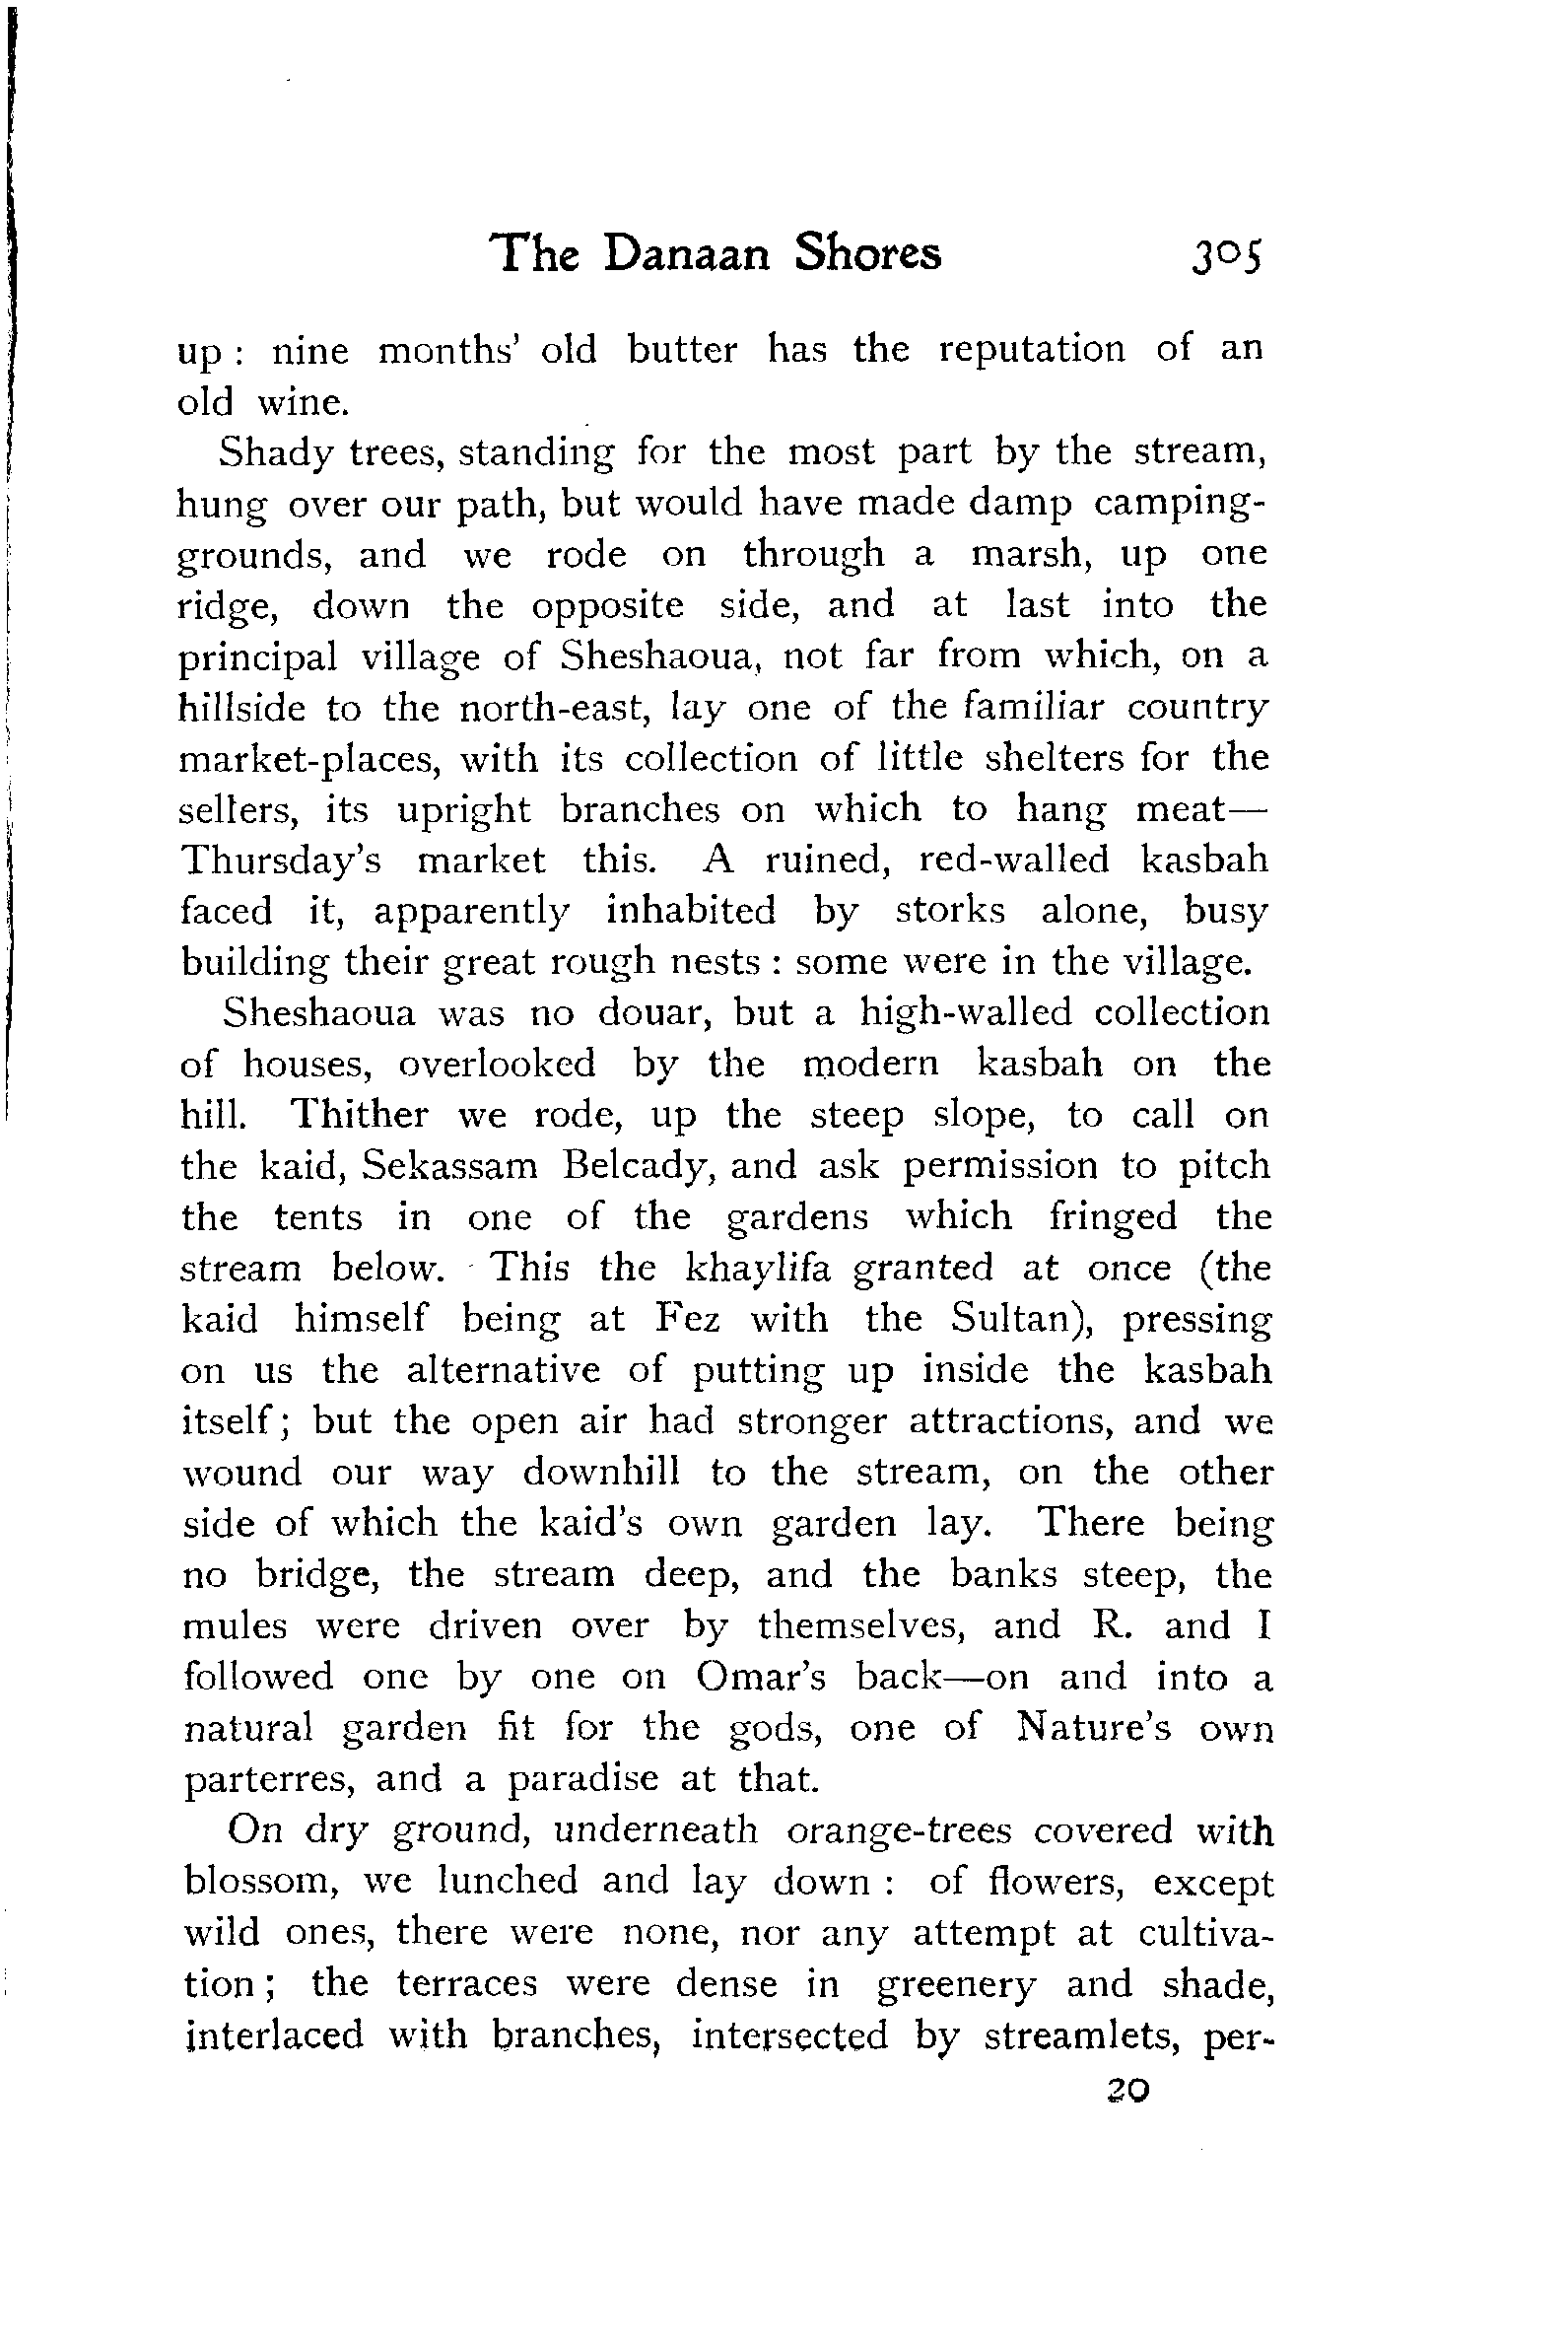 The Danaan Shores 305
up : nine months' old butter has the reputation of an
old wine.
Shady trees, standing for the most part by the stream,
hung over our path, but would have made damp camping-
grounds, and we rode on through a marsh, up one
ridge, down the opposite side, and at last into the
principal village of Sheshaoua, not far from which, on a
hillside to the north-east, lay one of the familiar country
market-places, with its collection of little shelters for the
sellers, its upright branches on which to hang meat—
Thursday's market this. A ruined, red-walled kasbah
faced it, apparently inhabited by storks alone, busy
building their great rough nests : some were in the village.
Sheshaoua was no douar, but a high-walled collection
of houses, overlooked by the modern kasbah on the
hill. Thither we rode, up the steep slope, to call on
the kaid, Sekassam Belcady, and ask permission to pitch
the tents in one of the gardens which fringed the
stream below. This the khaylifa granted at once (the
kaid himself being at Fez with the Sultan), pressing
on us the alternative of putting up inside the kasbah
itself ; but the open air had stronger attractions, and we
wound our way downhill to the stream, on the other
side of which the kaid's own garden lay. There being
no bridge, the stream deep, and the banks steep, the
mules were driven over by themselves, and R. and I
followed one by one on Omar's back—on and into a
natural garden fit for the gods, one of Nature's own
parterres, and a paradise at that.
On dry ground, underneath orange-trees covered with
blossom, we lunched and lay down : of flowers, except
wild ones, there were none, nor any attempt at cultiva-
tion ; the terraces were dense in greenery and shade,
interlaced with branches, intersected by streamlets, per-
20